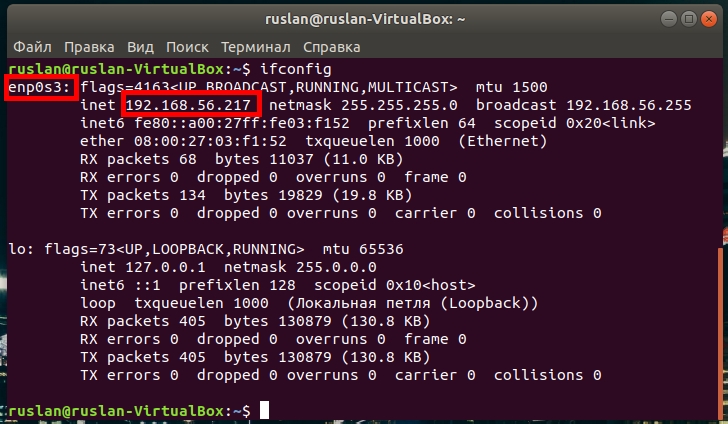 ruslan@ruslan-VirtualBox: ~
Файл Правка Вид Поиск Терминал Справка
ruslan@ruslan-VirtualBox:~$ ifconfig
enp0s3: flags=4163<UP,BROADCAST,RUNNING,MULTICAST> mtu 1500
inet 192.168.56.217 netmask 255.255.255.0 broadcast 192.168.56.255
inet6 fe80::a00:27ff:fe03:f152 prefixlen 64 scopeid 0x20<link>
ether 08:00:27:03:f1:52 txqueuelen 1000 (Ethernet)
RX packets 68 bytes 11037 (11.0 KB)
RX errors 0 dropped 0 overruns 0 frame 0
TX packets 134 bytes 19829 (19.8 KB)
TX errors 0 dropped 0 overruns 0 carrier 0 collisions 0
lo: flags=73<UP,LOOPBACK,RUNNING> mtu 65536
inet 127.0.0.1 netmask 255.0.0.0
inet6 ::1 prefixlen 128 scopeid 0x10<host>
loop txqueuelen 1000 (Локальная петля (Loopback))
RX packets 405 bytes 130879 (130.8 KB)
RX errors 0 dropped 0 overruns 0 frame 0
TX packets 405 bytes 130879 (130.8 KB)
TX errors 0 dropped 0 overruns 0 carrier 0 collisions 0
ruslan@ruslan-VirtualBox:~$